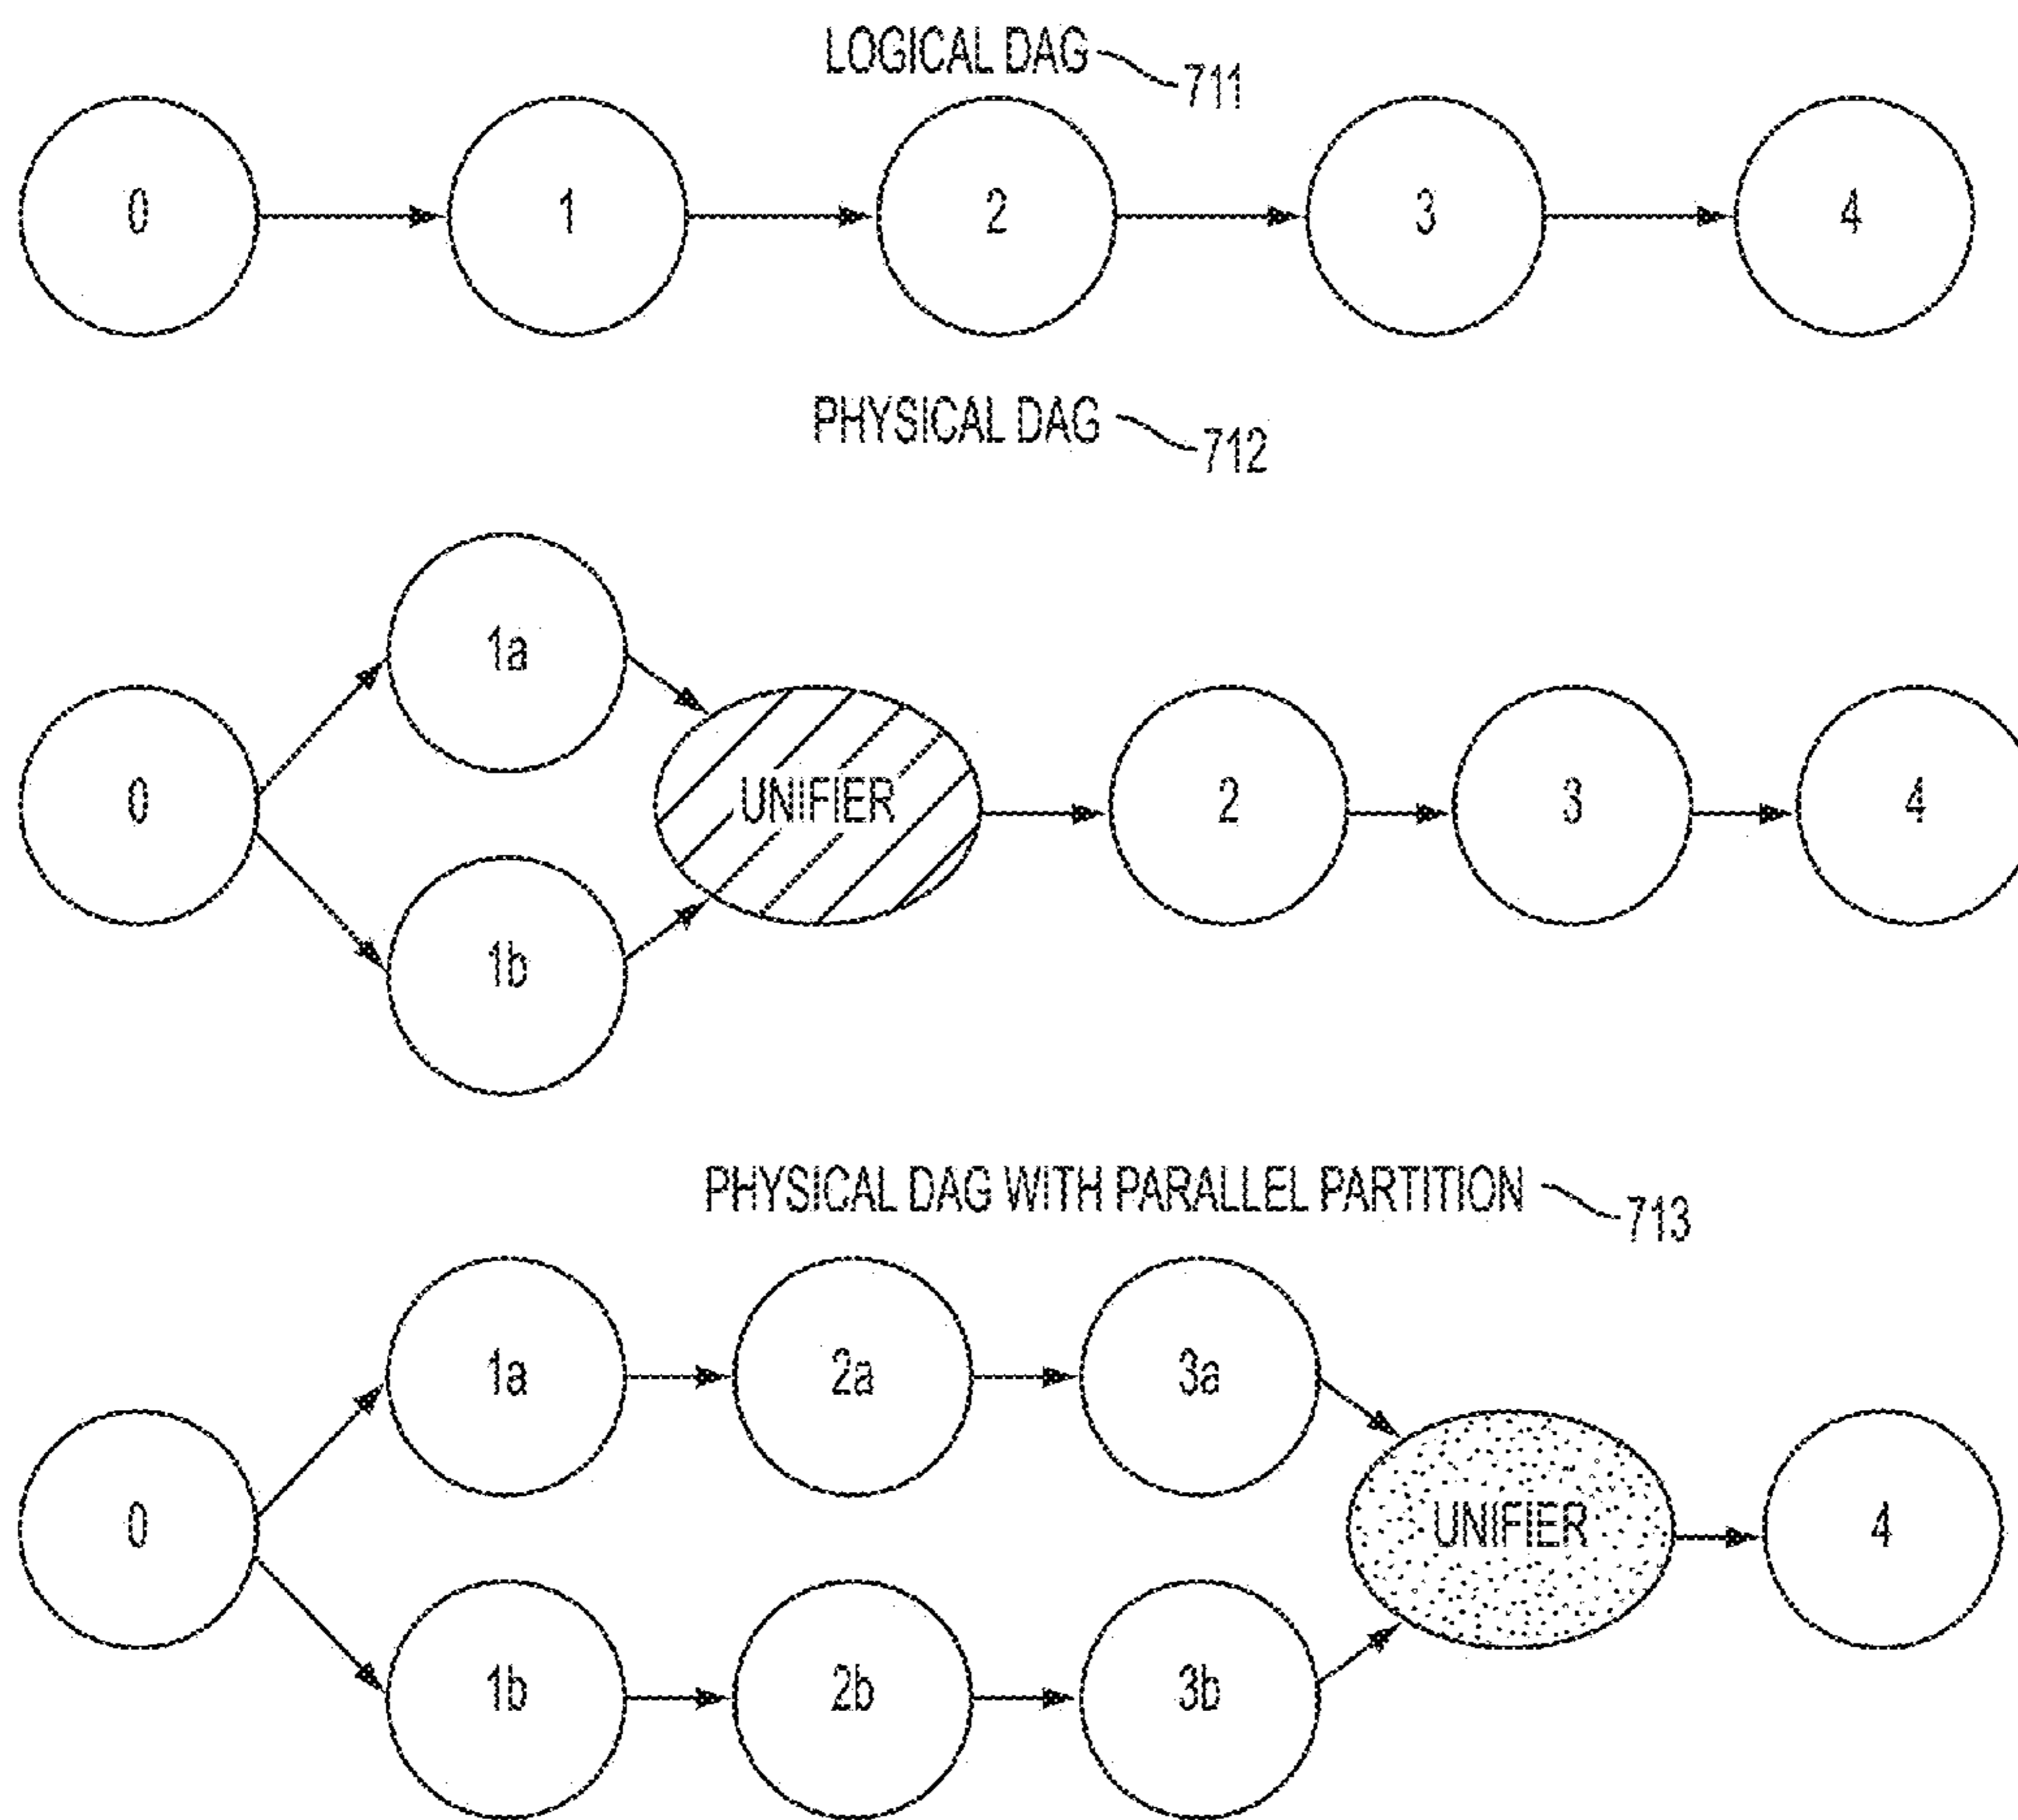 LOGICAL DAG 711
0 1 2 3 4
PHYSICAL DAG 712
1a
0 UNIFIER 2 3 4
1b
PHYSICAL DAG WITH PARALLEL PARTITION 713
1a 2a 3a
0 UNIFIER 4
1b 2b 3b